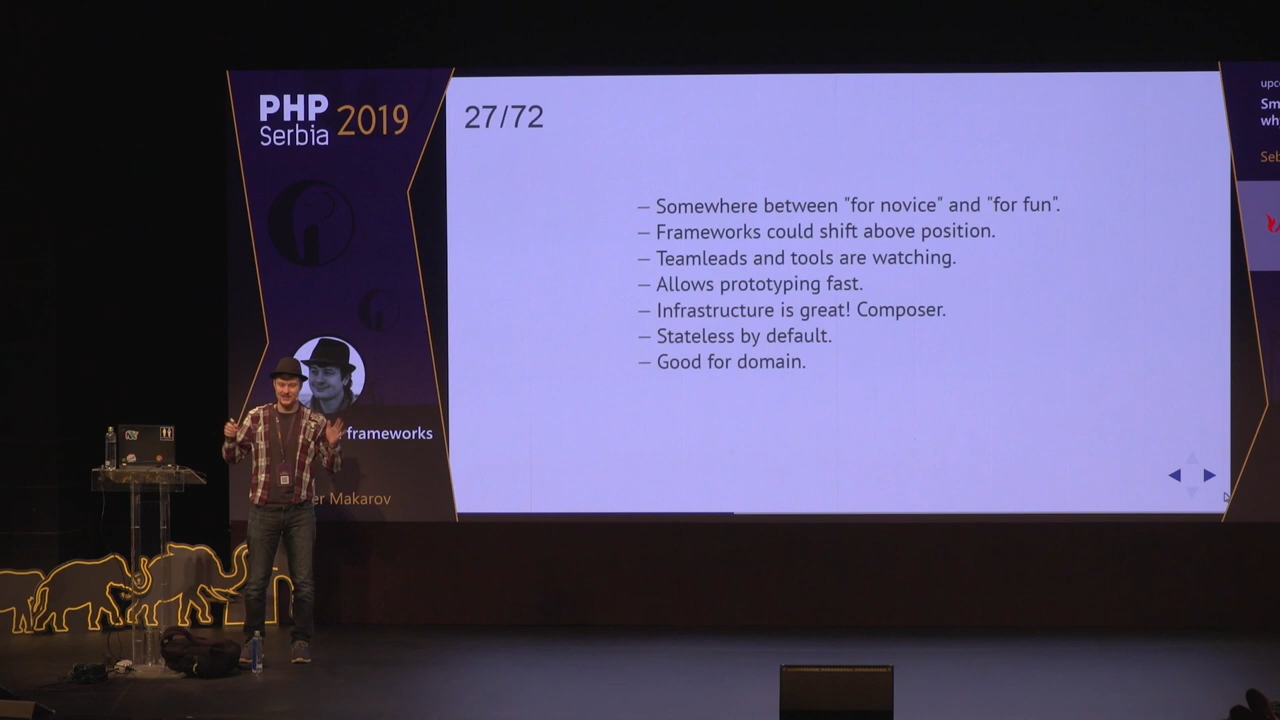 PHP
Serbia 2019
27/72
– Somewhere between "for novice" and "for fun".
– Frameworks could shift above position.
– Teamleads and tools are watching.
– Allows prototyping fast.
– Infrastructure is great! Composer.
– Stateless by default.
– Good for domain.
frameworks
Makarov